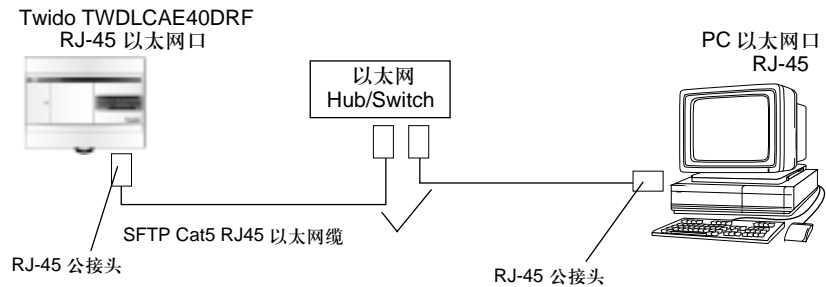 Twido TWDLCAE40DRF
RJ-45 以太网口
PC 以太网口
RJ-45
以太网
Hub/Switch
SFTP Cat5 RJ45 以太网缆
RJ-45 公接头
RJ-45 公接头